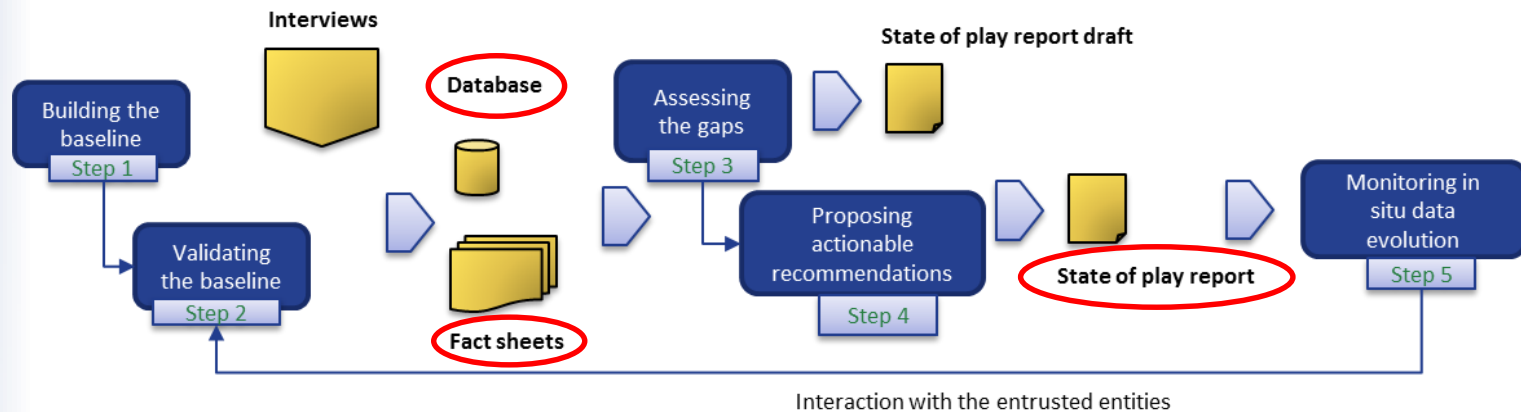 Interviews
Building the
baseline
Step 1
Validating
the baseline
Step 2
Database
Fact sheets
Assessing
the gaps
Step 3
State of play report draft
Proposing
actionable
recommendations
Step 4
State of play report
Monitoring in
situ data
evolution
Step 5
Interaction with the entrusted entities